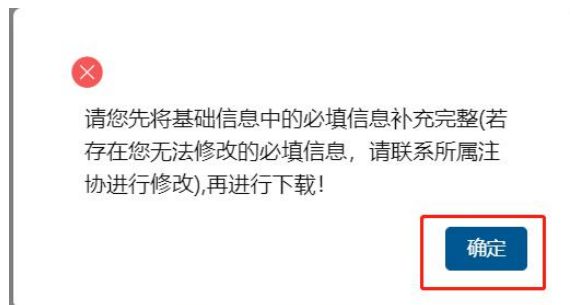 请您先将基础信息中的必填信息补充完整(若
存在您无法修改的必填信息，请联系所属注
协进行修改),再进行下载!
确定